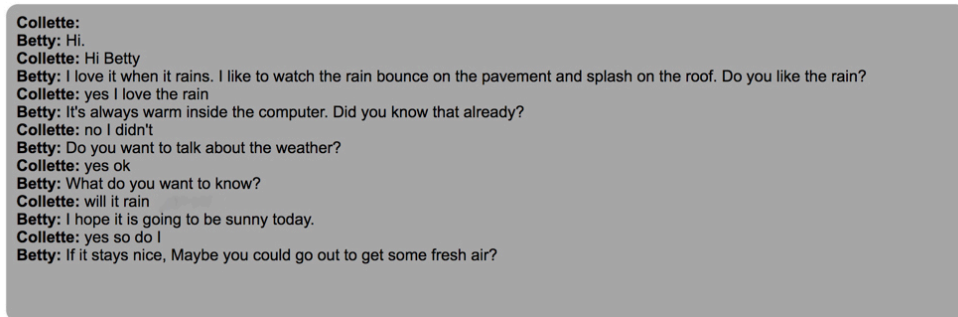 Collette:
Betty: Hi.
Collette: Hi Betty
Betty: I love it when it rains. I like to watch the rain bounce on the pavement and splash on the roof. Do you like the rain?
Collette: yes I love the rain
Betty: It's always warm inside the computer. Did you know that already?
Collette: no I didn't
Betty: Do you want to talk about the weather?
Collette: yes ok
Betty: What do you want to know?
Collette: will it rain
Betty: I hope it is going to be sunny today.
Collette: yes so do I
Betty: If it stays nice, Maybe you could go out to get some fresh air?